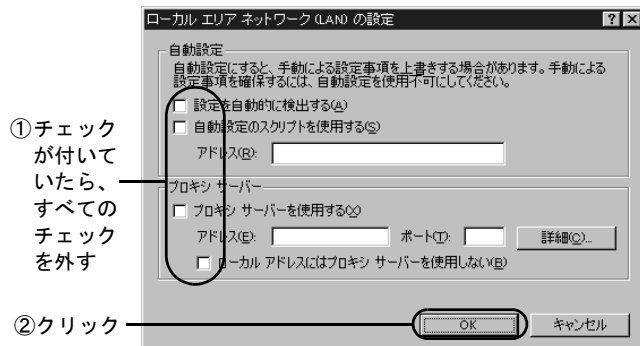 ローカル エリア ネットワーク (LAN) の設定
自動設定
自動設定にすると、手動による設定事項を上書きする場合があります。手動による
設定事項を確保するには、自動設定を使用不可にしてください。
設定を自動的に検出する(A)
自動設定のスクリプトを使用する(S)
アドレス(R):
①チェック
が付いて
いたら、
すべての
チェック
を外す
プロキシ サーバー
プロキシ サーバーを使用する(X)
アドレス(E):
ポート(T):
詳細(C)...
ローカル アドレスにはプロキシ サーバーを使用しない(B)
②クリック
OK
キャンセル